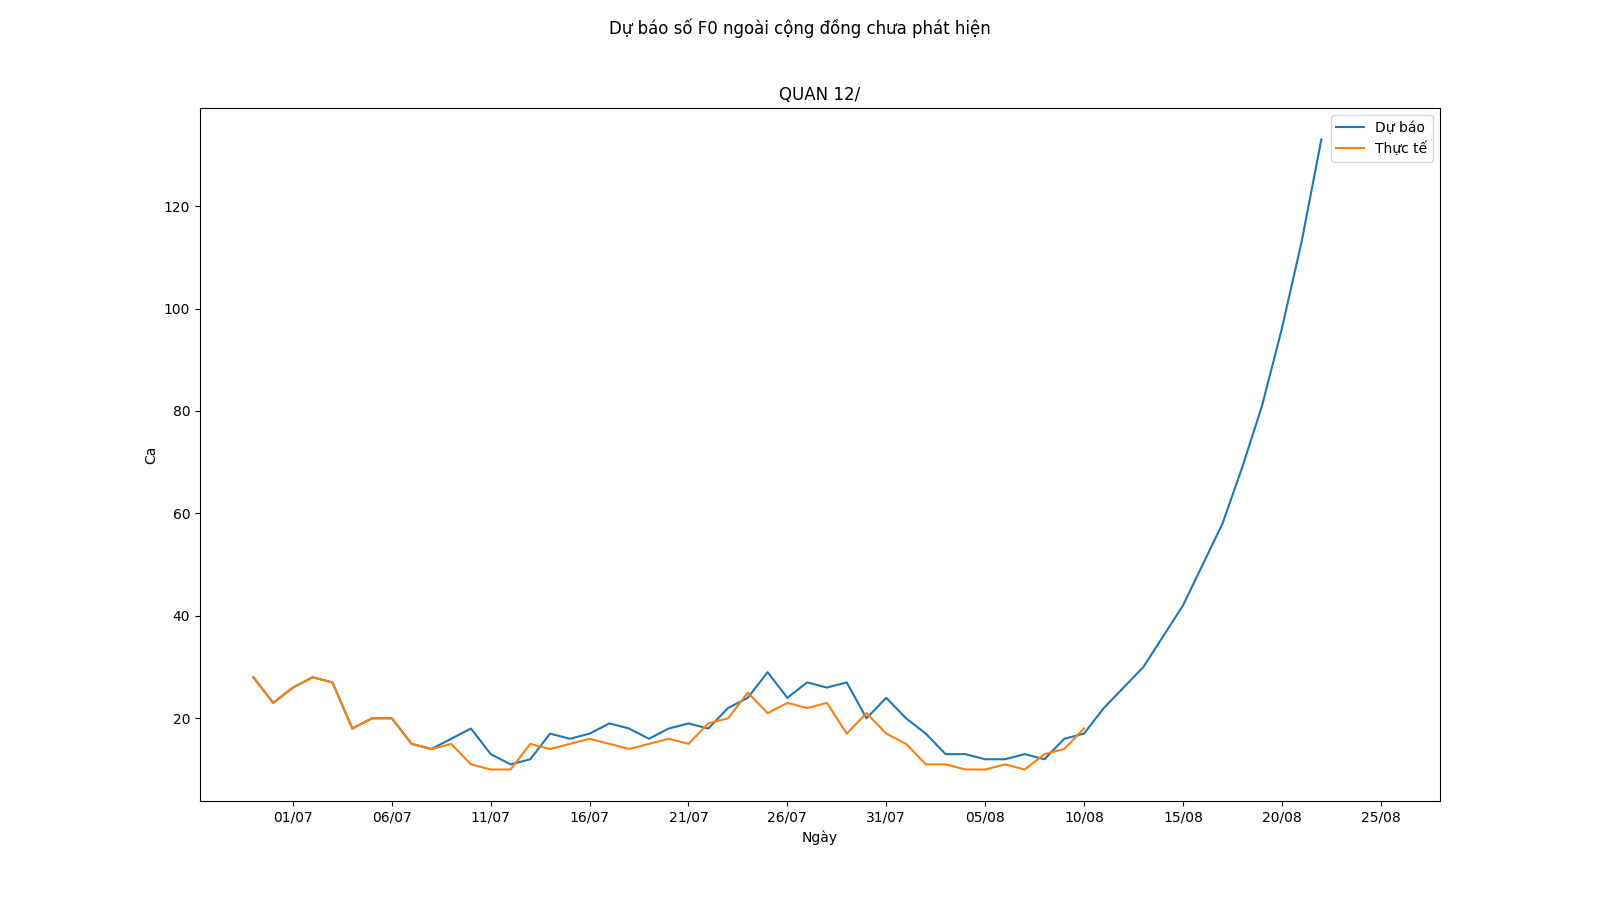 Dự báo số F0 ngoài cộng đồng chưa phát hiện
QUAN 12/
Dự báo
Thực tế
120
100
80
60
40
20
Ca
01/07 06/07 11/07 16/07 21/07 26/07 31/07 05/08 10/08 15/08 20/08 25/08
Ngày